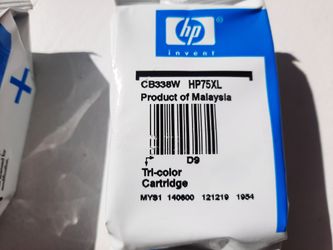 hp
invent
CB338W HP75XL
Product of Malaysia
D9
Tri-color
Cartridge
MYS1 140600 121219 1954